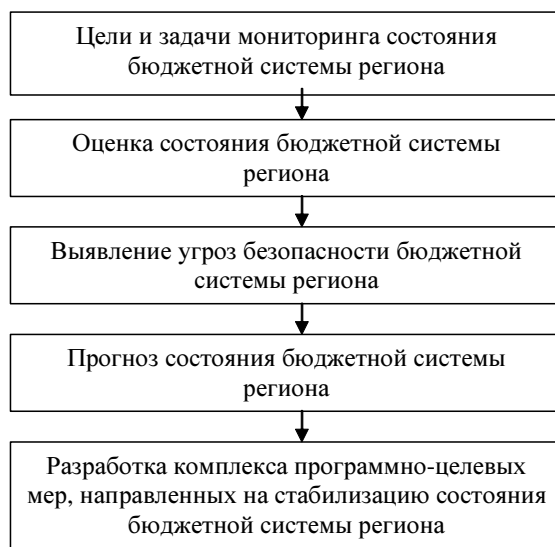 Цели и задачи мониторинга состояния
бюджетной системы региона
Оценка состояния бюджетной системы
региона
Выявление угроз безопасности бюджетной
системы региона
Прогноз состояния бюджетной системы
региона
Разработка комплекса программно-целевых
мер, направленных на стабилизацию состояния
бюджетной системы региона